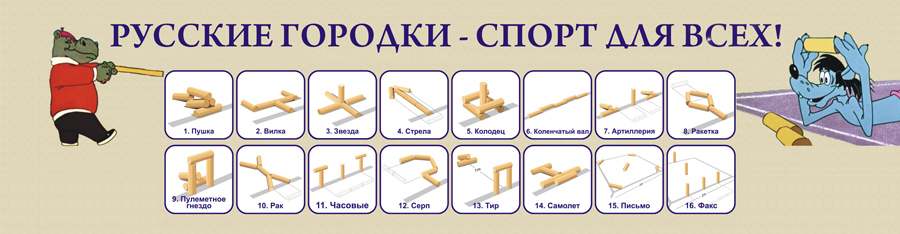 РУССКИЕ ГОРОДКИ - СПОРТ ДЛЯ ВСЕХ!
1. Пушка
2. Вилка
3. Звезда
4. Стрела
5. Колодец
6. Коленчатый вал
7. Артиллерия
8. Ракетка
9. Пулеметное
гнездо
10. Рак
11. Часовые
12. Серп
13. Тир
14. Самолет
15. Письмо
16. Факс